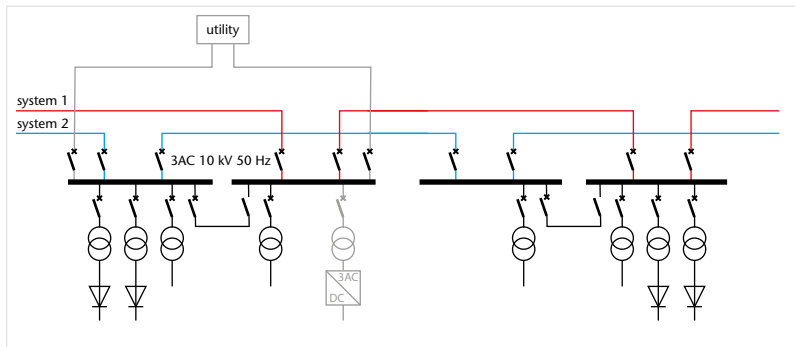 utility
system 1
system 2
3AC 10 kV 50 Hz
3AC
DC